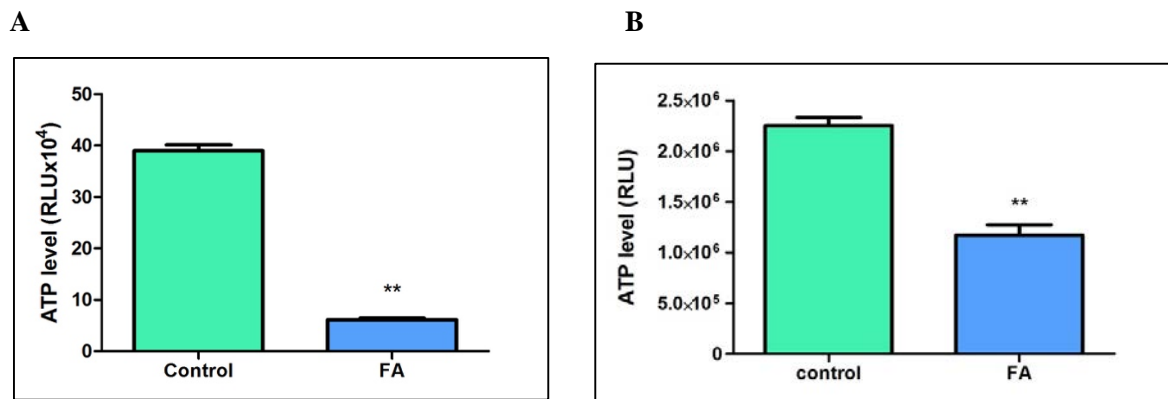 A
B
ATP level (RLUx10⁴)
50
40
30
20
10
0
**
Control
FA
ATP level (RLU)
2.5×10⁶
2.0×10⁶
1.5×10⁶
1.0×10⁶
5.0×10⁵
0
**
control
FA